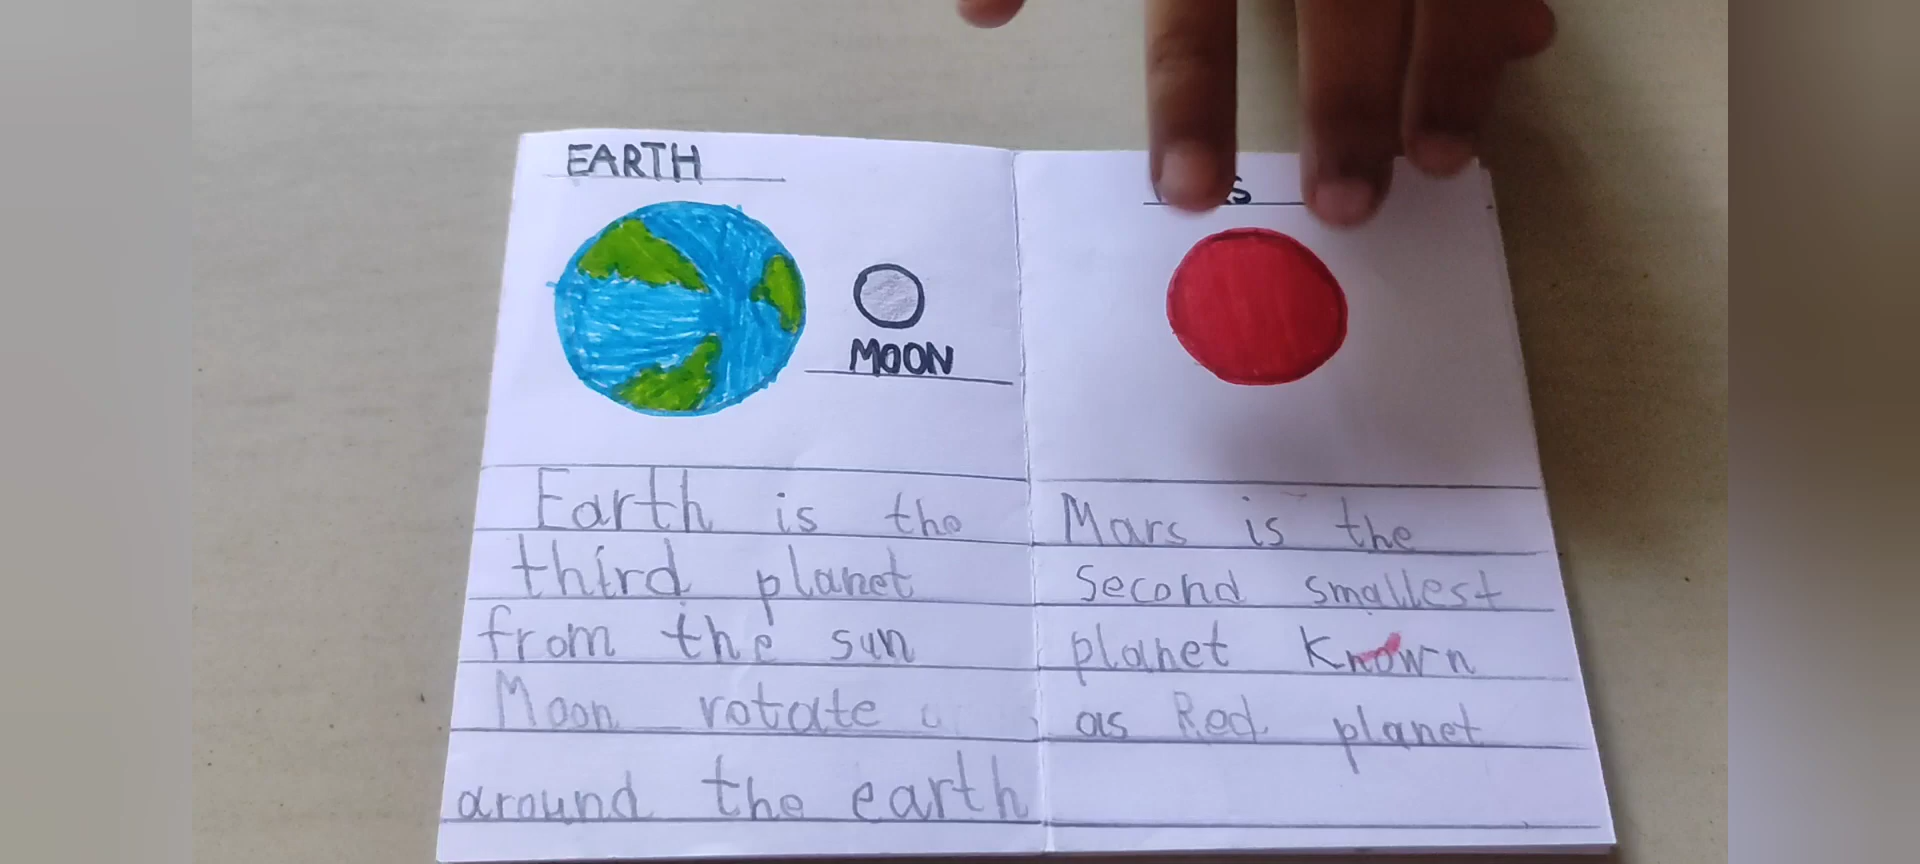 EARTH
MOON
Earth is the
third planet
from the sun
Moon rotate
around the earth
Mars is the
second smallest
planet Known
as Red planet